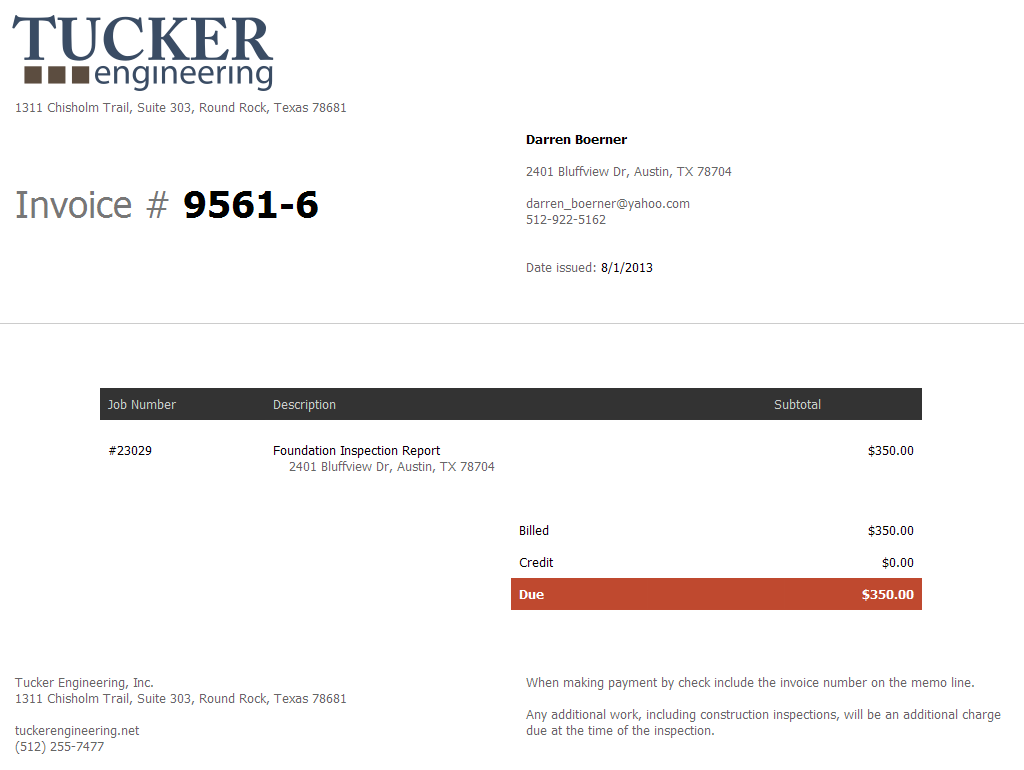 TUCKER
engineering
1311 Chisholm Trail, Suite 303, Round Rock, Texas 78681
Darren Boerner
2401 Bluffview Dr, Austin, TX 78704
Invoice # 9561-6
darren_boerner@yahoo.com
512-922-5162
Date issued: 8/1/2013
Job Number Description Subtotal
#23029 Foundation Inspection Report $350.00
2401 Bluffview Dr, Austin, TX 78704
Billed $350.00
Credit $0.00
Due $350.00
Tucker Engineering, Inc.
1311 Chisholm Trail, Suite 303, Round Rock, Texas 78681
tuckerengineering.net
(512) 255-7477
When making payment by check include the invoice number on the memo line.
Any additional work, including construction inspections, will be an additional charge
due at the time of the inspection.